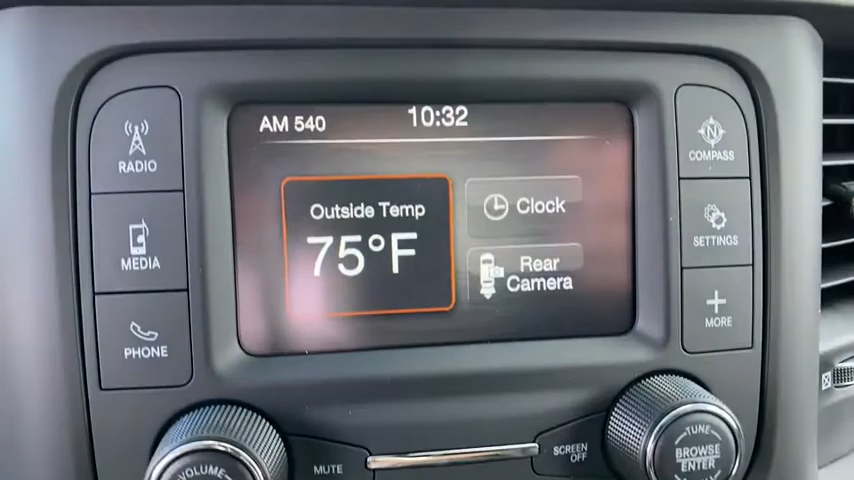 AM 540
10:32
RADIO
MEDIA
PHONE
Outside Temp
75°F
Clock
Rear
Camera
N
COMPASS
SETTINGS
+
MORE
VOLUME
MUTE
SCREEN
OFF
TUNE
BROWSE
ENTER